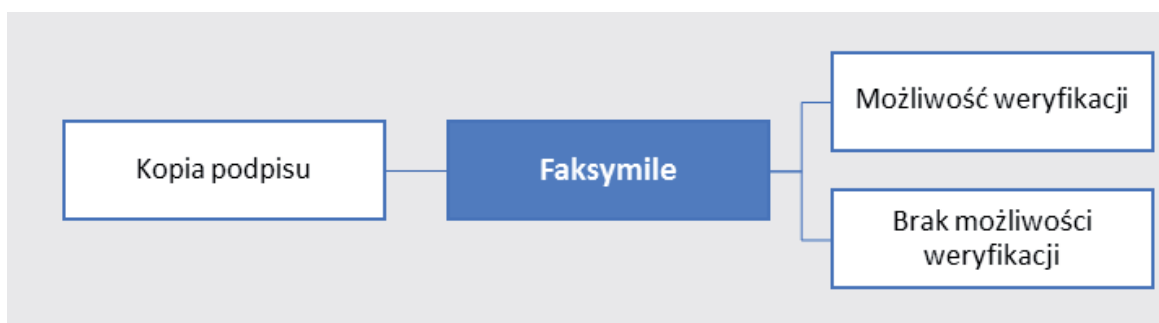 Kopia podpisu
Faksymile
Możliwość weryfikacji
Brak możliwości
weryfikacji